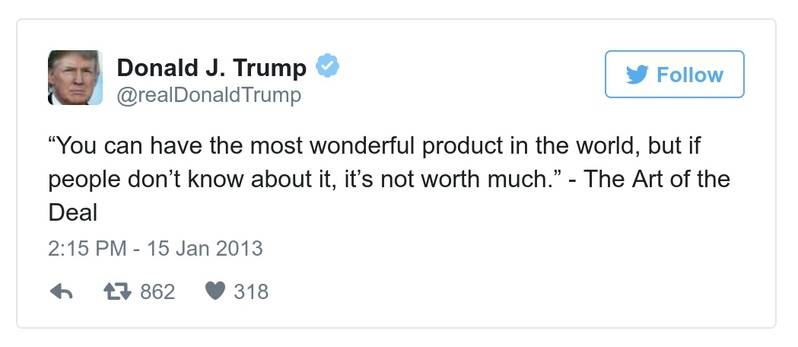 Donald J. Trump
@realDonaldTrump
Follow
“You can have the most wonderful product in the world, but if
people don’t know about it, it’s not worth much.” - The Art of the
Deal
2:15 PM - 15 Jan 2013
862 318